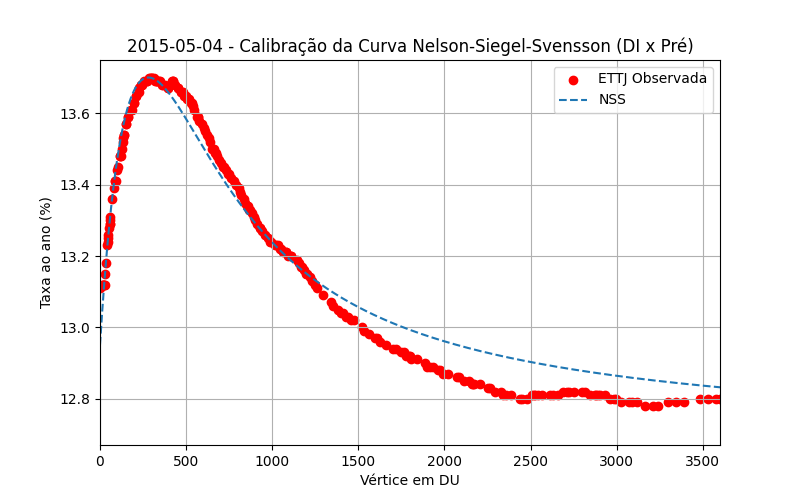 2015-05-04 - Calibração da Curva Nelson-Siegel-Svensson (DI x Pré)
ETTJ Observada
NSS
Taxa ao ano (%)
13.6
13.4
13.2
13.0
12.8
0 500 1000 1500 2000 2500 3000 3500
Vértice em DU